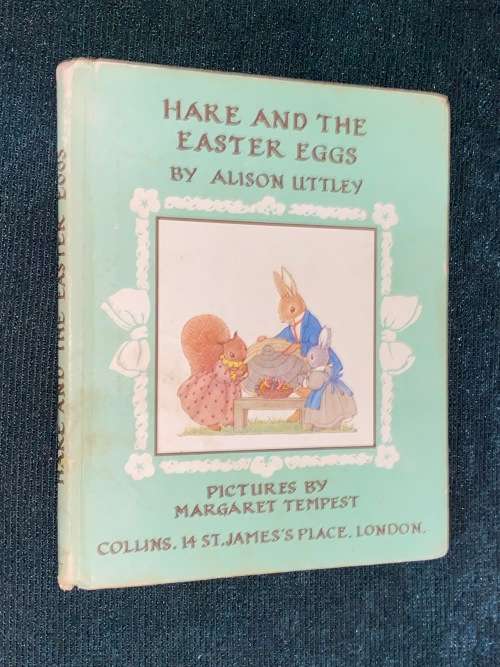 HARE AND THE
EASTER EGGS
BY ALISON UTTLEY
PICTURES BY
MARGARET TEMPEST
COLLINS. 14 ST. JAMES'S PLACE. LONDON.
HARE AND THE EASTER EGGS